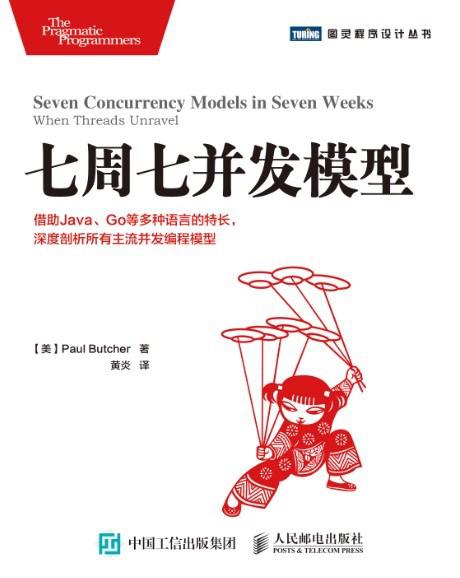 The
Pragmatic
Programmers
TURING 图灵程序设计丛书
Seven Concurrency Models in Seven Weeks
When Threads Unravel
七周七并发模型
借助Java、Go等多种语言的特长，
深度剖析所有主流并发编程模型
【美】Paul Butcher 著
黄炎 译
中国工信出版集团
人民邮电出版社
POSTS & TELECOM PRESS